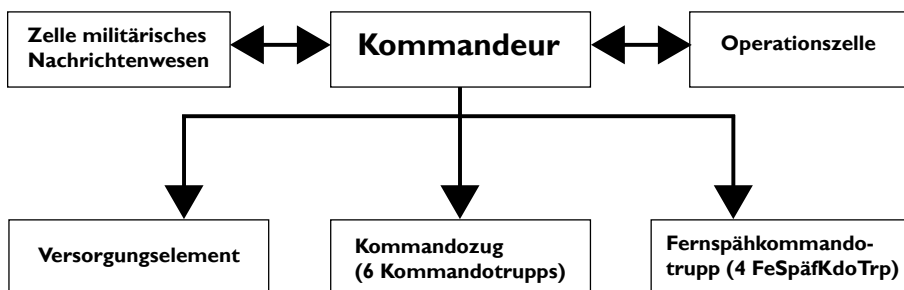 Zelle militärisches
Nachrichtenwesen
Kommandeur
Operationszelle
Versorgungselement
Kommandozug
(6 Kommandotrupps)
Fernspähkommando-
trupp (4 FeSpäfKdoTrp)